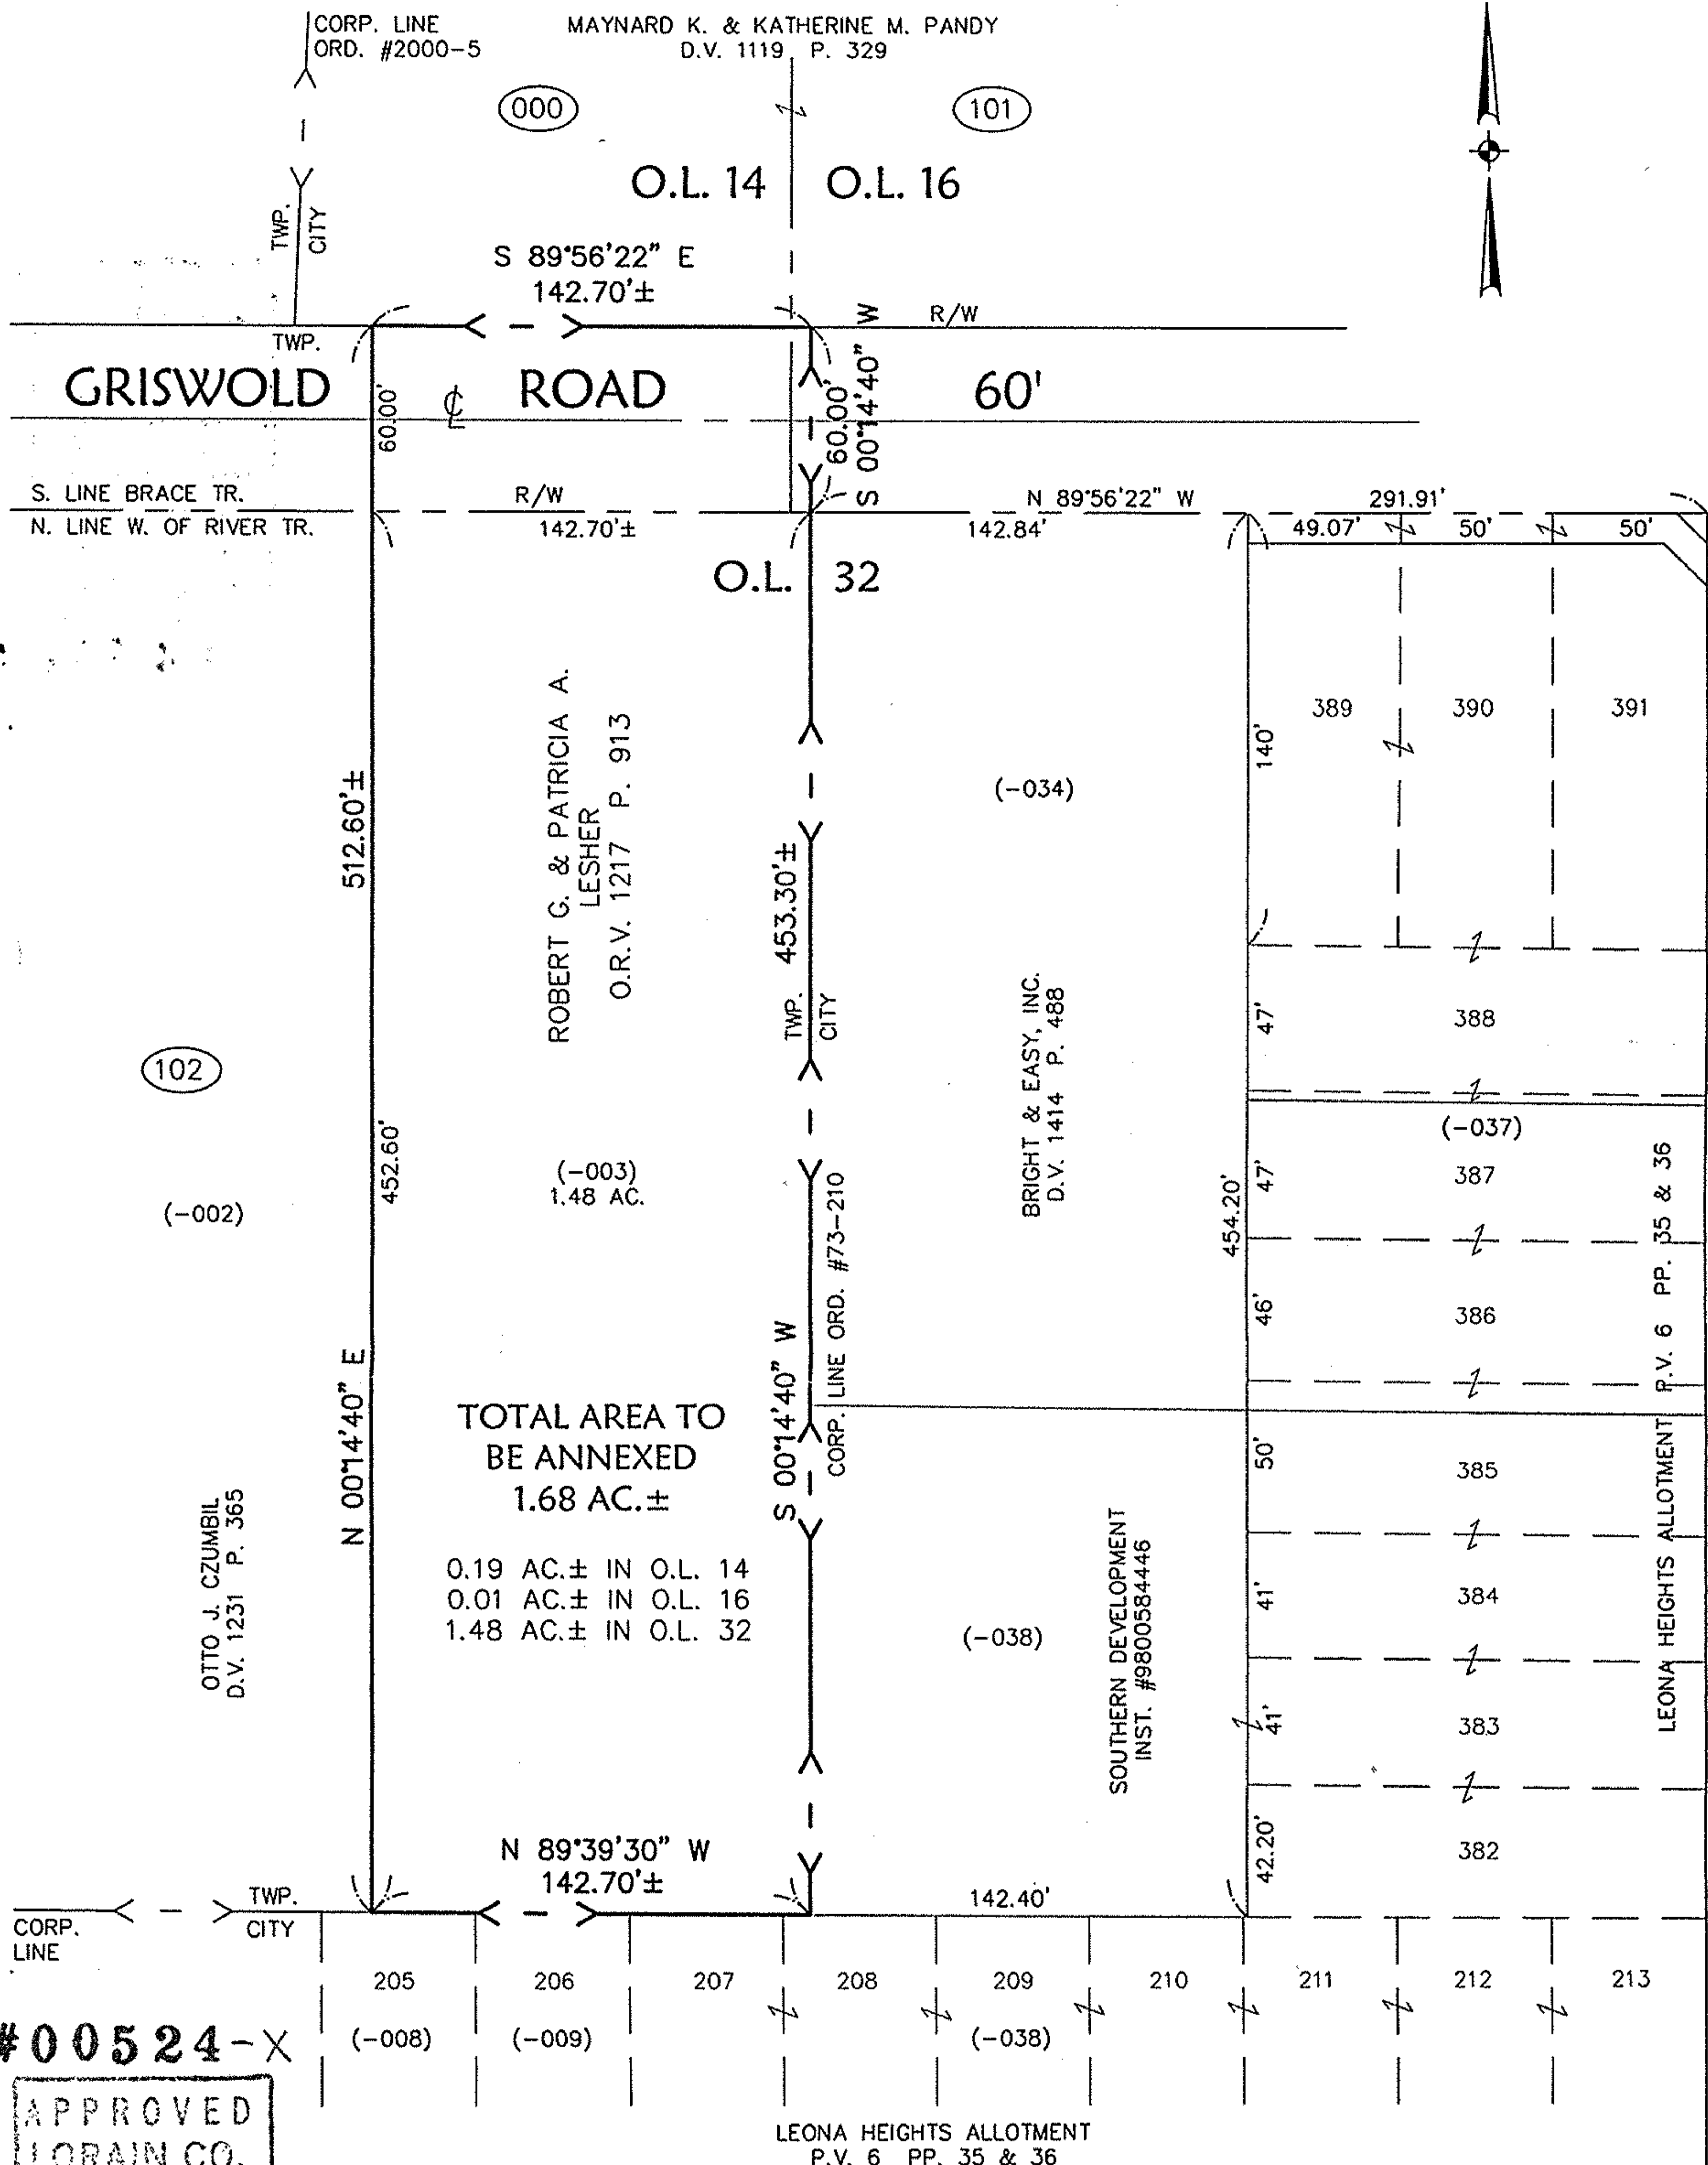 CORP. LINE
ORD. #2000-5
MAYNARD K. & KATHERINE M. PANDY
D.V. 1119 P. 329
000
101
O.L. 14
O.L. 16
TWP.
CITY
S 89°56'22" E
142.70'±
R/W
TWP.
GRISWOLD ROAD 60'
60.00'
60.00'
S 00°14'40" W
S. LINE BRACE TR.
N. LINE W. OF RIVER TR.
R/W
142.70'±
N 89°56'22" W
291.91'
142.84'
49.07'
50'
50'
O.L. 32
389
390
391
140'
ROBERT G. & PATRICIA A.
LESHER
O.R.V. 1217 P. 913
512.60'±
453.30'±
(-034)
TWP.
CITY
BRIGHT & EASY, INC.
D.V. 1414 P. 488
47'
388
102
(-002)
452.60'
(-003)
1.48 AC.
(-037)
47'
387
454.20'
46'
386
LEONA HEIGHTS ALLOTMENT P.V. 6 PP. 35 & 36
N 00°14'40" E
S 00°14'40" W
CORP. LINE ORD. #73-210
TOTAL AREA TO
BE ANNEXED
1.68 AC.±
0.19 AC.± IN O.L. 14
0.01 AC.± IN O.L. 16
1.48 AC.± IN O.L. 32
OTTO J. CZUMBIL
D.V. 1231 P. 365
50'
385
41'
384
(-038)
SOUTHERN DEVELOPMENT
INST. #980058446
41'
383
42.20'
382
N 89°39'30" W
142.70'±
142.40'
TWP.
CITY
CORP.
LINE
205
206
207
208
209
210
211
212
213
(-008)
(-009)
(-038)
#00524-X
APPROVED
LORAIN CO.
LEONA HEIGHTS ALLOTMENT
P.V. 6 PP. 35 & 36